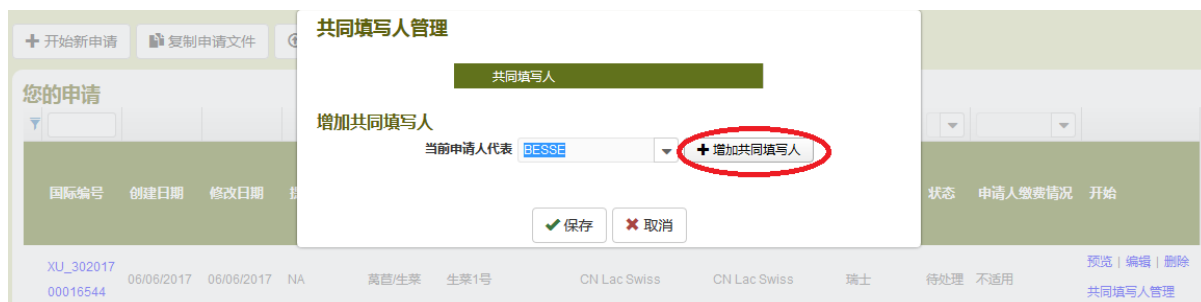 开始新申请 复制申请文件
共同填写人管理
共同填写人
您的申请
增加共同填写人
当前申请人代表 BESSE 增加共同填写人
国际编号 创建日期 修改日期 状态 申请人缴费情况 开始
保存 取消
XU_302017
00016544
06/06/2017 06/06/2017 NA 莴苣/生菜 生菜1号 CN Lac Swiss CN Lac Swiss 瑞士 待处理 不适用
预览 | 编辑 | 删除
共同填写人管理